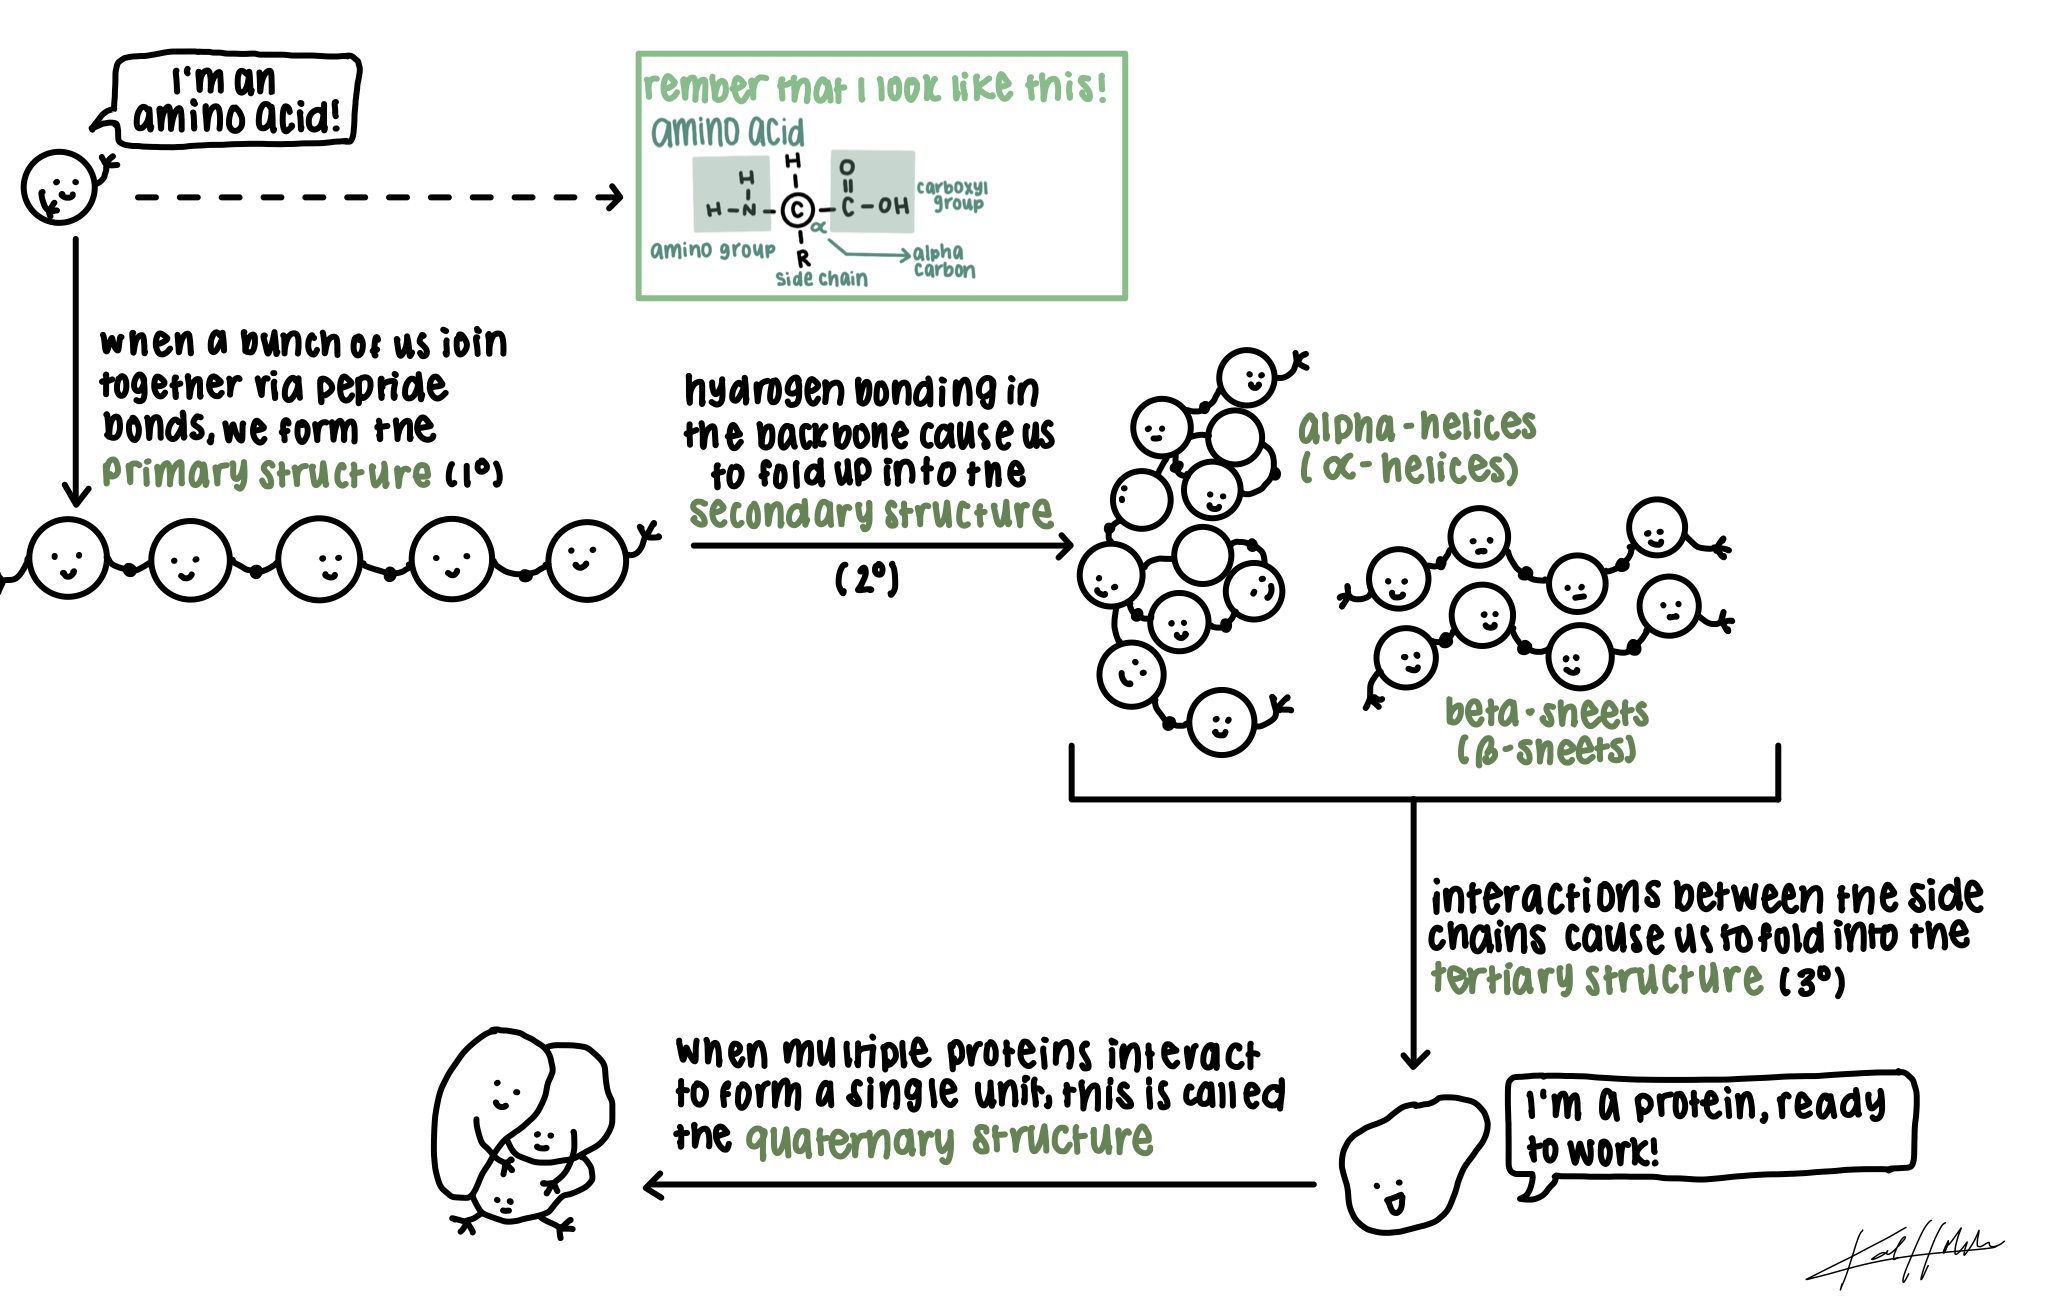 I'm an
amino acid!
rember that I look like this!
amino acid
H
H
O
H-N-C-C-OH
α
R
carboxyl
group
amino group
alpha
carbon
side chain
when a bunch of us join
together via peptide
bonds, we form the
primary structure (1°)
hydrogen bonding in
the backbone cause us
to fold up into the
secondary structure
(2°)
alpha-helices
(α-helices)
beta-sheets
(β-sheets)
interactions between the side
chains cause us to fold into the
tertiary structure (3°)
I'm a protein, ready
to work!
when multiple proteins interact
to form a single unit, this is called
the quaternary structure